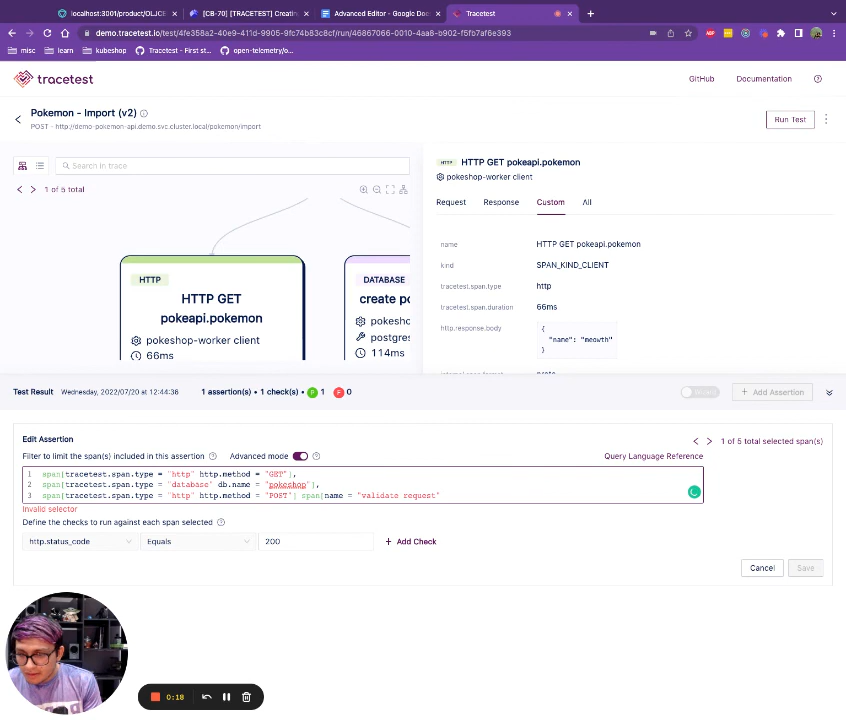 localhost:3001/product/OLJCE
[CB-70] [TRACETEST] Creatin
Advanced Editor - Google Doc
Tracetest
demo.tracetest.io/test/4fe358a2-40e9-411d-9905-9fc74b83c8cf/run/46867066-0010-4aa8-b902-f5fb7af6e393
misc
learn
kubeshop
Tracetest - First st...
open-telemetry/o...
tracetest
GitHub
Documentation
Pokemon - Import (v2)
POST - http://demo-pokemon-api.demo.svc.cluster.local/pokemon/import
Run Test
Search in trace
1 of 5 total
HTTP
HTTP GET
pokeapi.pokemon
pokeshop-worker client
66ms
DATABASE
create po
pokesho
postgres
114ms
HTTP HTTP GET pokeapi.pokemon
pokeshop-worker client
Request Response Custom All
name HTTP GET pokeapi.pokemon
kind SPAN_KIND_CLIENT
tracetest.span.type http
tracetest.span.duration 66ms
http.response.body {
"name": "meowth"
}
Test Result Wednesday, 2022/07/20 at 12:44:36 1 assertion(s) • 1 check(s) • P 1 F 0
+ Add Assertion
Edit Assertion
1 of 5 total selected span(s)
Filter to limit the span(s) included in this assertion Advanced mode Query Language Reference
1 span[tracetest.span.type = "http" http.method = "GET"],
2 span[tracetest.span.type = "database" db.name = "pokeshop"],
3 span[tracetest.span.type = "http" http.method = "POST"] span[name = "validate request"
Invalid selector
Define the checks to run against each span selected
http.status_code Equals 200 + Add Check
Cancel Save
0:18